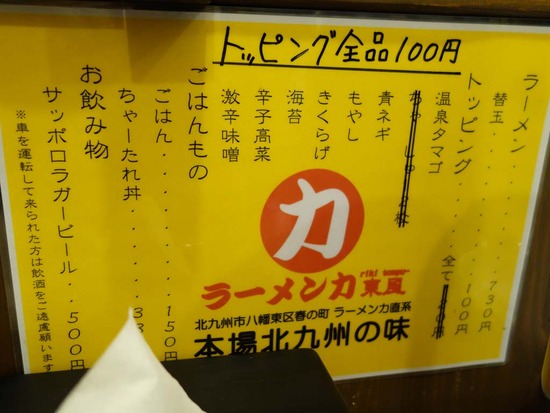 トッピング全品100円
ラーメン.............730円
替玉...............100円
トッピング.........全て
温泉タマゴ
青ネギ
もやし
きくらげ
海苔
辛子高菜
激辛味噌
ごはんもの
ごはん.............150円
ちゃーたれ丼
お飲み物
サッポロラガービール....500円
※車を運転して来られた方は飲酒をご遠慮願います
力
riki tonpu
ラーメン力東風
北九州市八幡東区春の町 ラーメン力直系
本場北九州の味